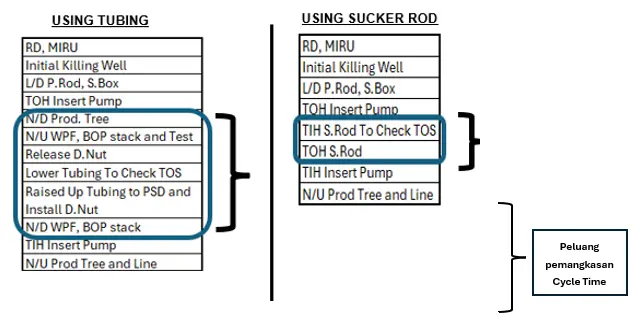 USING TUBING
RD, MIRU
Initial Killing Well
L/D P.Rod, S.Box
TOH Insert Pump
N/D Prod. Tree
N/U WPF, BOP stack and Test
Release D.Nut
Lower Tubing To Check TOS
Raised Up Tubing to PSD and
Install D.Nut
N/D WPF, BOP stack
TIH Insert Pump
N/U Prod Tree and Line
USING SUCKER ROD
RD, MIRU
Initial Killing Well
L/D P.Rod, S.Box
TOH Insert Pump
TIH S.Rod To Check TOS
TOH S.Rod
TIH Insert Pump
N/U Prod Tree and Line
Peluang
pemangkasan
Cycle Time